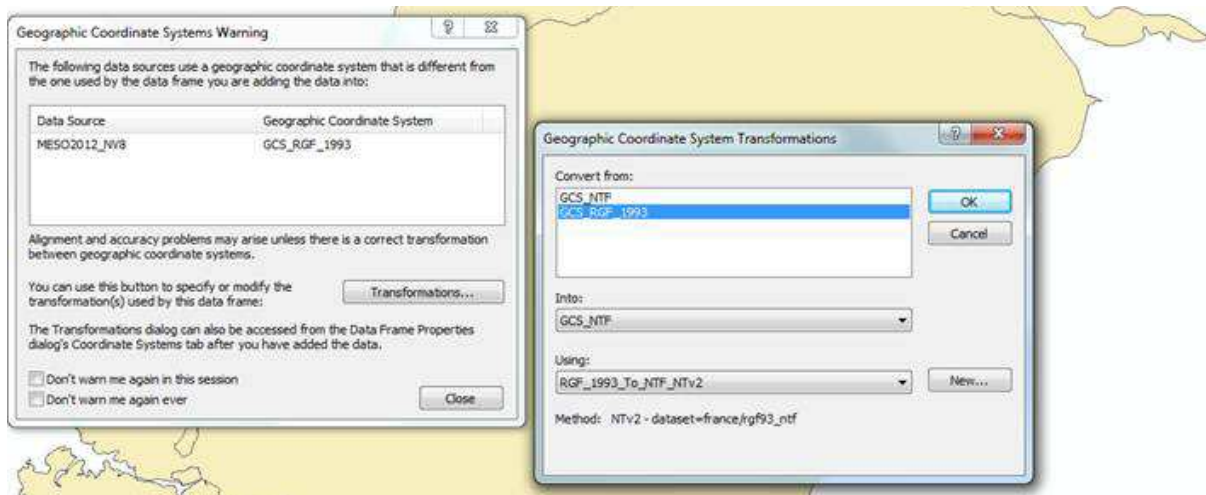 Geographic Coordinate Systems Warning
The following data sources use a geographic coordinate system that is different from
the one used by the data frame you are adding the data into:
Data Source Geographic Coordinate System
MESO2012_NV8 GCS_RGF_1993
Alignment and accuracy problems may arise unless there is a correct transformation
between geographic coordinate systems.
You can use this button to specify or modify the
transformation(s) used by this data frame:
Transformations...
The Transformations dialog can also be accessed from the Data Frame Properties
dialog's Coordinate Systems tab after you have added the data.
Don't warn me again in this session
Don't warn me again ever
Close
Geographic Coordinate System Transformations
Convert from:
GCS_NTF
GCS_RGF_1993
OK
Cancel
Into:
GCS_NTF
Using:
RGF_1993_To_NTF_NTv2
New...
Method: NTv2 - dataset=france/rgf93_ntf